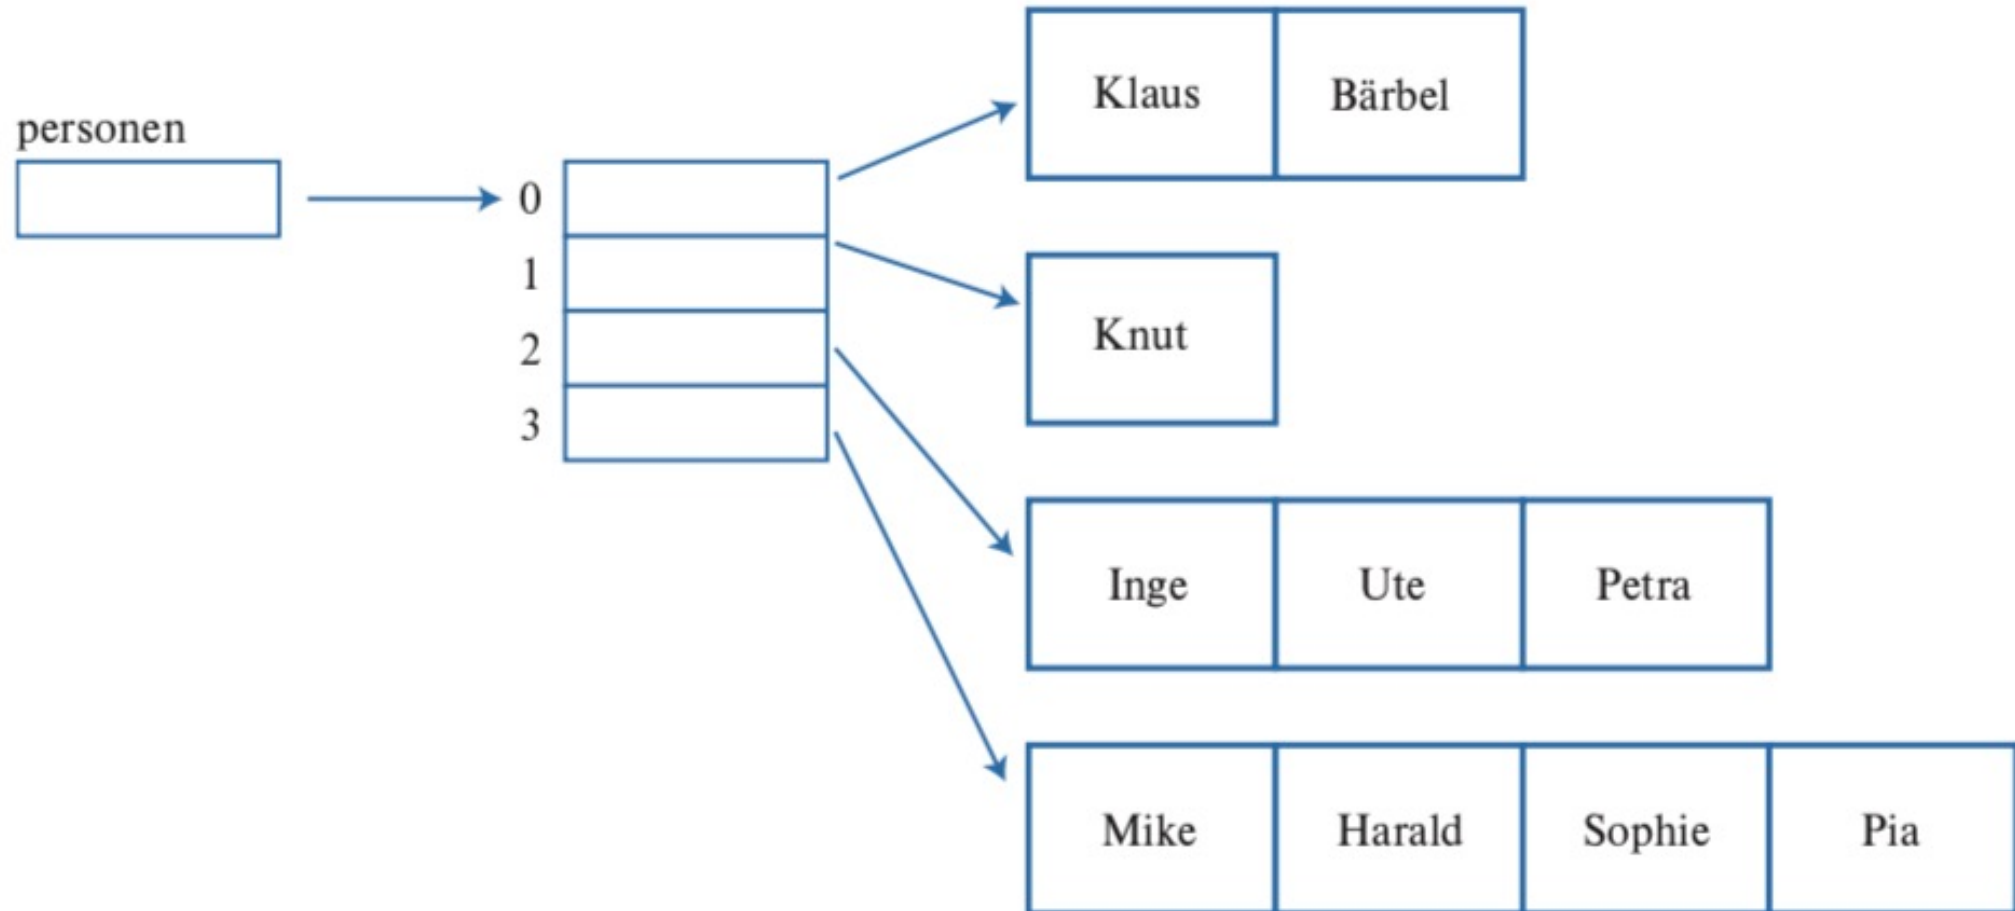 personen
0
1
2
3
Klaus Bärbel
Knut
Inge Ute Petra
Mike Harald Sophie Pia